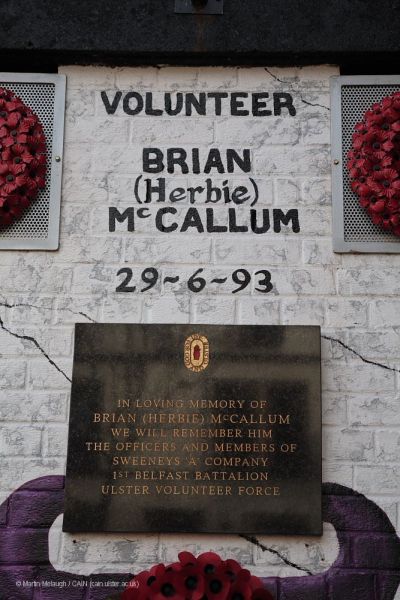 VOLUNTEER
BRIAN
(Herbie)
McCALLUM
29-6-93
IN LOVING MEMORY OF
BRIAN (HERBIE) McCALLUM
WE WILL REMEMBER HIM
THE OFFICERS AND MEMBERS OF
SWEENEYS 'A' COMPANY
1ST BELFAST BATTALION
ULSTER VOLUNTEER FORCE
© Martin Melaugh / CAIN (cain.ulster.ac.uk)